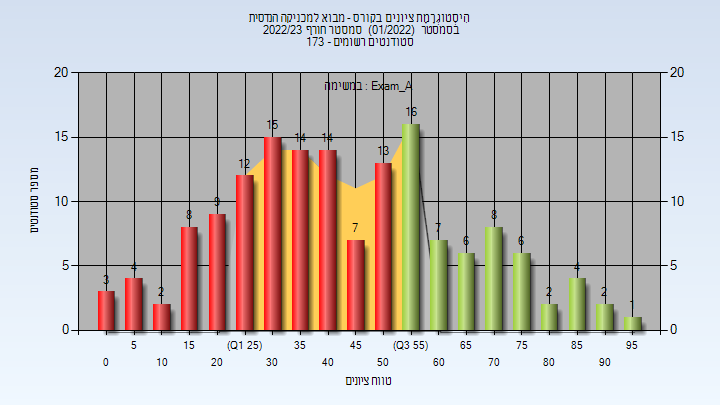 היסטוגרמת ציונים בקורס - מבוא למכניקה הנדסית
בסמסטר (01/2022) סמסטר חורף 2022/23
סטודנטים רשומים - 173
במשימה : Exam_A
מספר סטודנטים
20 15 10 5 0
20 15 10 5 0
3 4 2 8 9 12 15 14 14 7 13 16 7 6 8 6 2 4 2 1
5 15 (Q1 25) 35 45 (Q3 55) 65 75 85 95
0 10 20 30 40 50 60 70 80 90
טווח ציונים